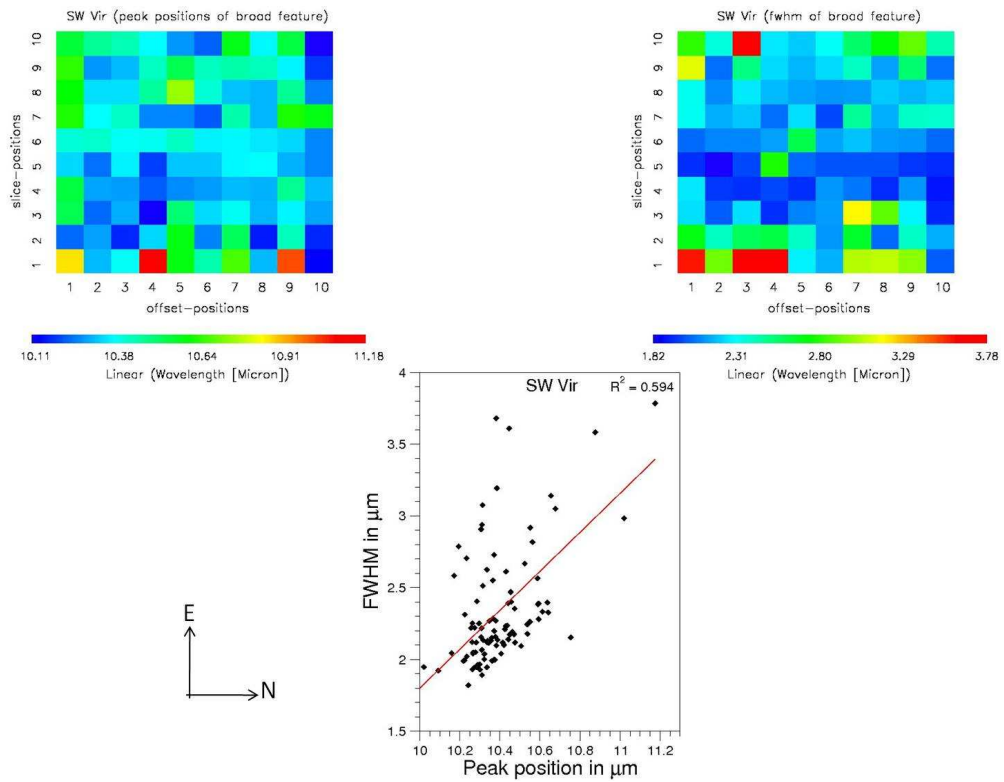 SW Vir (peak positions of broad feature)
10
9
8
7
6
5
4
3
2
1
slice-positions
1 2 3 4 5 6 7 8 9 10
offset-positions
10.11 10.38 10.64 10.91 11.18
Linear (Wavelength [Micron])
SW Vir (fwhm of broad feature)
10
9
8
7
6
5
4
3
2
1
slice-positions
1 2 3 4 5 6 7 8 9 10
offset-positions
1.82 2.31 2.80 3.29 3.78
Linear (Wavelength [Micron])
SW Vir R² = 0.594
4
3.5
3
2.5
2
1.5
FWHM in μm
10 10.2 10.4 10.6 10.8 11 11.2
Peak position in μm
E
N